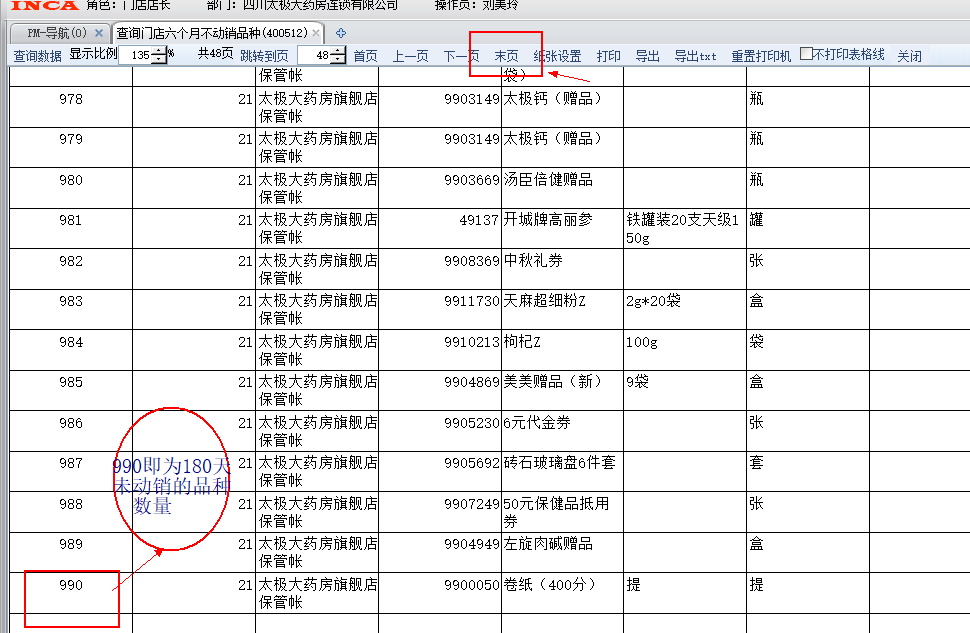 INCA 角色：门店店长 部门：四川太极大药房连锁有限公司 操作员：刘美玲
PM-导航(0) × 查询门店六个月不动销品种(400512) ×
查询数据 显示比例 135 % 共48页 跳转到页 48 首页 上一页 下一页 末页 纸张设置 打印 导出 导出txt 重置打印机 不打印表格线 关闭
保管帐 袋）
978 21 太极大药房旗舰店 9903149 太极钙（赠品） 瓶
保管帐
979 21 太极大药房旗舰店 9903149 太极钙（赠品） 瓶
保管帐
980 21 太极大药房旗舰店 9903669 汤臣倍健赠品 瓶
保管帐
981 21 太极大药房旗舰店 49137 开城牌高丽参 铁罐装20支天级1 罐
保管帐 50g
982 21 太极大药房旗舰店 9908369 中秋礼券 张
保管帐
983 21 太极大药房旗舰店 9911730 天麻超细粉Z 2g*20袋 盒
保管帐
984 21 太极大药房旗舰店 9910213 枸杞Z 100g 袋
保管帐
985 21 太极大药房旗舰店 9904869 美美赠品（新） 9袋 盒
保管帐
986 21 太极大药房旗舰店 9905230 6元代金券 张
保管帐
987 21 太极大药房旗舰店 9905692 砖石玻璃盘6件套 套
保管帐
988 21 太极大药房旗舰店 9907249 50元保健品抵用 张
保管帐 券
989 21 太极大药房旗舰店 9904949 左旋肉碱赠品 盒
保管帐
990 21 太极大药房旗舰店 9900050 卷纸（400分） 提 提
保管帐
990即为180天
未动销的品种
数量